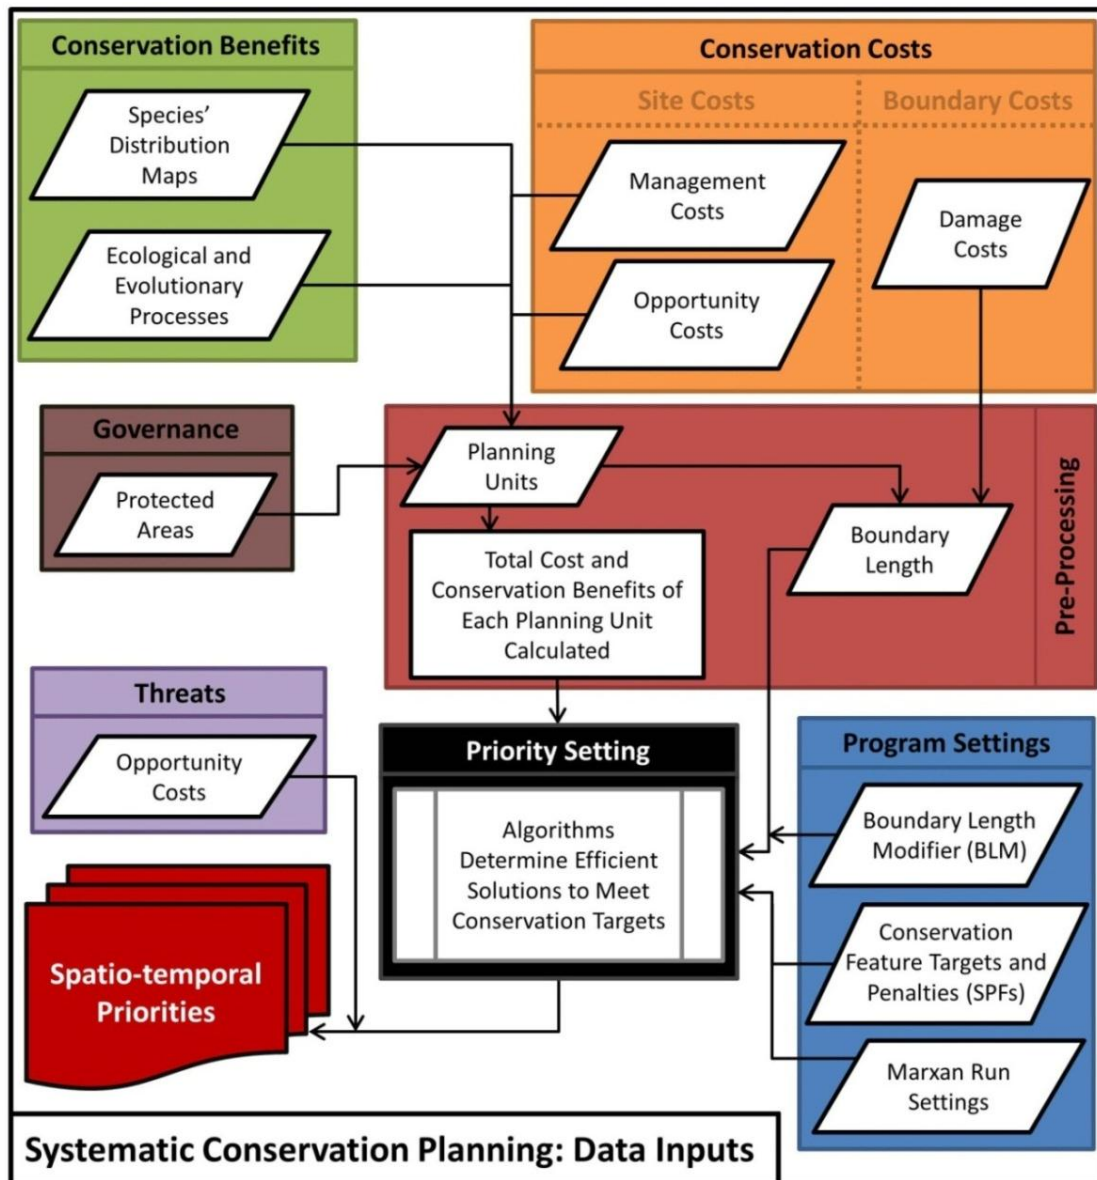 Conservation Benefits
Species’
Distribution
Maps
Ecological and
Evolutionary
Processes
Conservation Costs
Site Costs
Boundary Costs
Management
Costs
Opportunity
Costs
Damage
Costs
Governance
Protected
Areas
Pre-Processing
Planning
Units
Total Cost and
Conservation Benefits of
Each Planning Unit
Calculated
Boundary
Length
Threats
Opportunity
Costs
Priority Setting
Algorithms
Determine Efficient
Solutions to Meet
Conservation Targets
Program Settings
Boundary Length
Modifier (BLM)
Conservation
Feature Targets and
Penalties (SPFs)
Marxan Run
Settings
Spatio-temporal
Priorities
Systematic Conservation Planning: Data Inputs